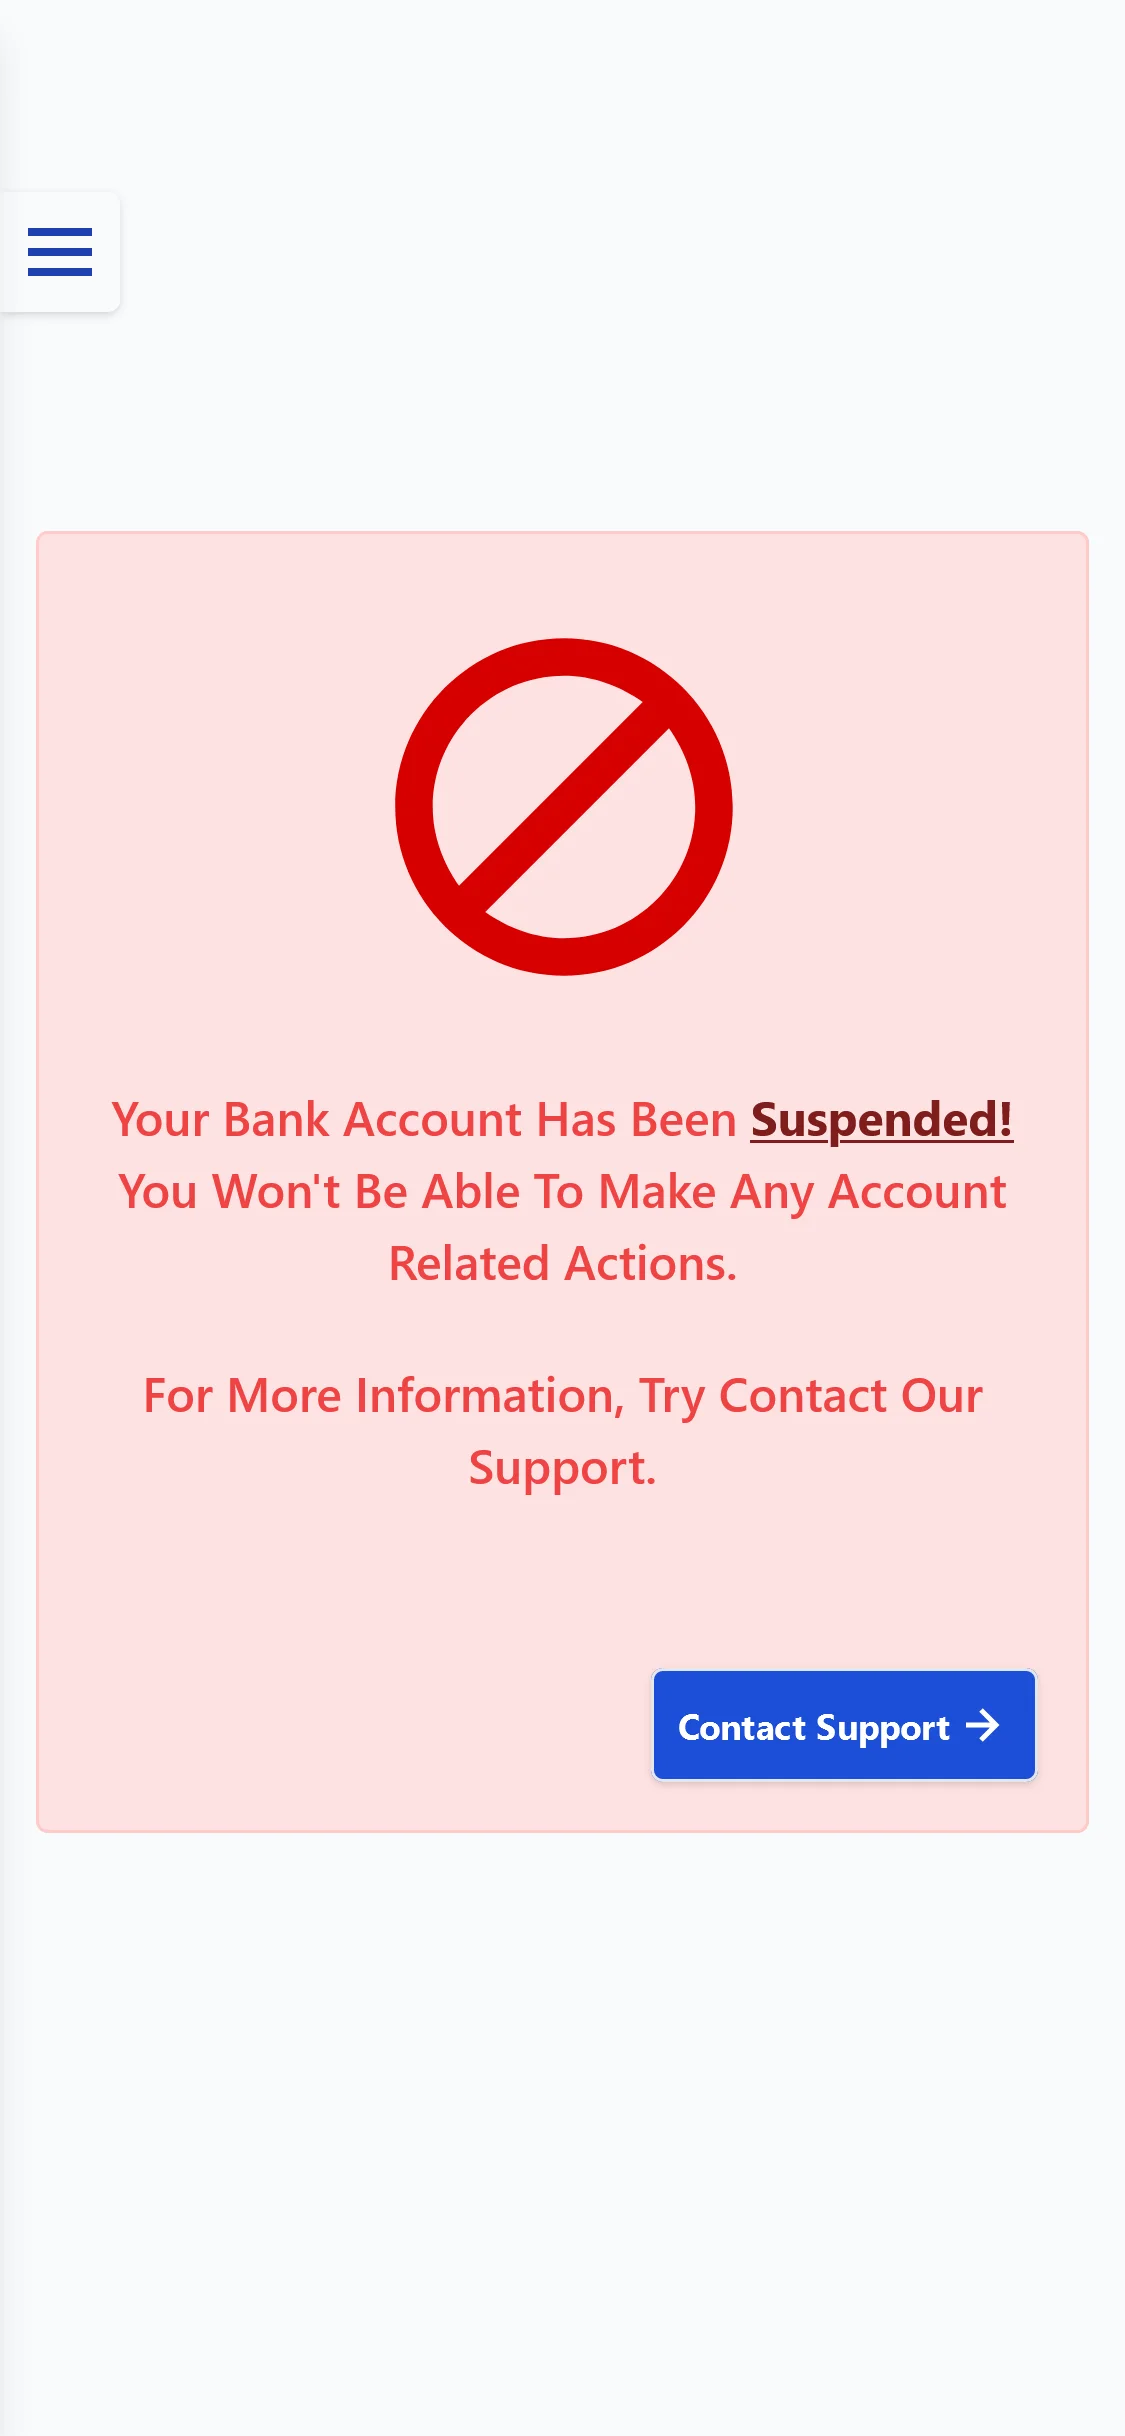 Your Bank Account Has Been Suspended!
You Won't Be Able To Make Any Account
Related Actions.
For More Information, Try Contact Our
Support.
Contact Support →